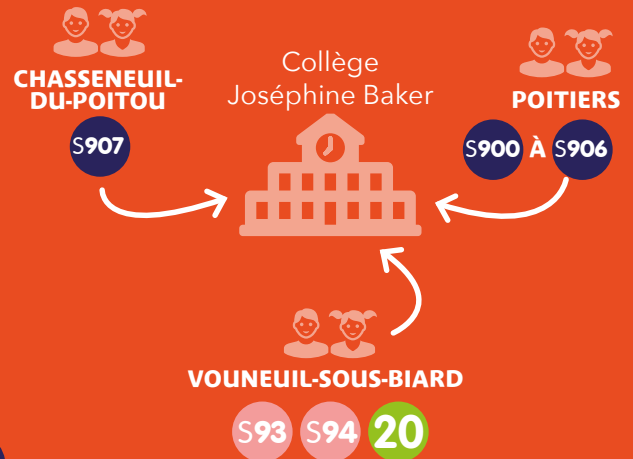 CHASSENEUIL-
DU-POITOU
S907
Collège
Joséphine Baker
POITIERS
S900 À S906
VOUNEUIL-SOUS-BIARD
S93 S94 20